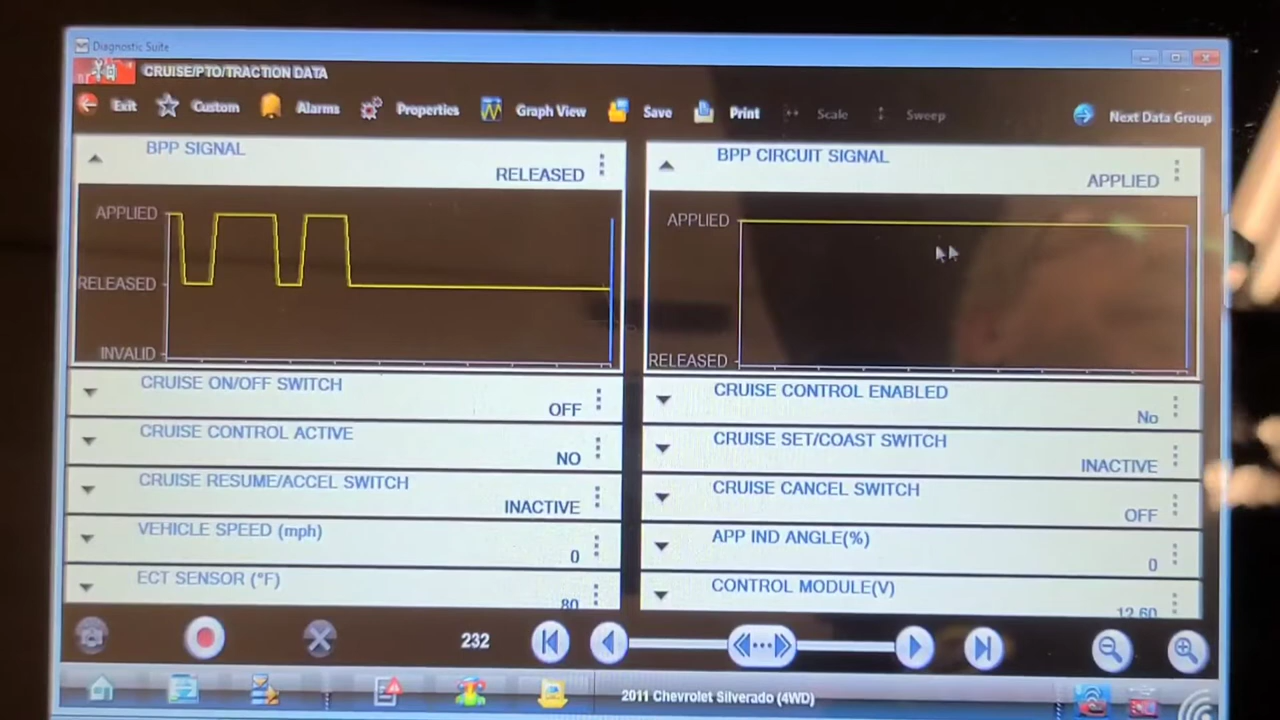 Diagnostic Suite
CRUISE/PTO/TRACTION DATA
Exit
Custom
Alarms
Properties
Graph View
Save
Print
Scale
Sweep
Next Data Group
BPP SIGNAL
RELEASED
APPLIED
RELEASED
INVALID
BPP CIRCUIT SIGNAL
APPLIED
APPLIED
RELEASED
CRUISE ON/OFF SWITCH
OFF
CRUISE CONTROL ENABLED
No
CRUISE CONTROL ACTIVE
NO
CRUISE SET/COAST SWITCH
INACTIVE
CRUISE RESUME/ACCEL SWITCH
INACTIVE
CRUISE CANCEL SWITCH
OFF
VEHICLE SPEED (mph)
0
APP IND ANGLE(%)
0
ECT SENSOR (°F)
80
CONTROL MODULE(V)
12.60
232
2011 Chevrolet Silverado (4WD)